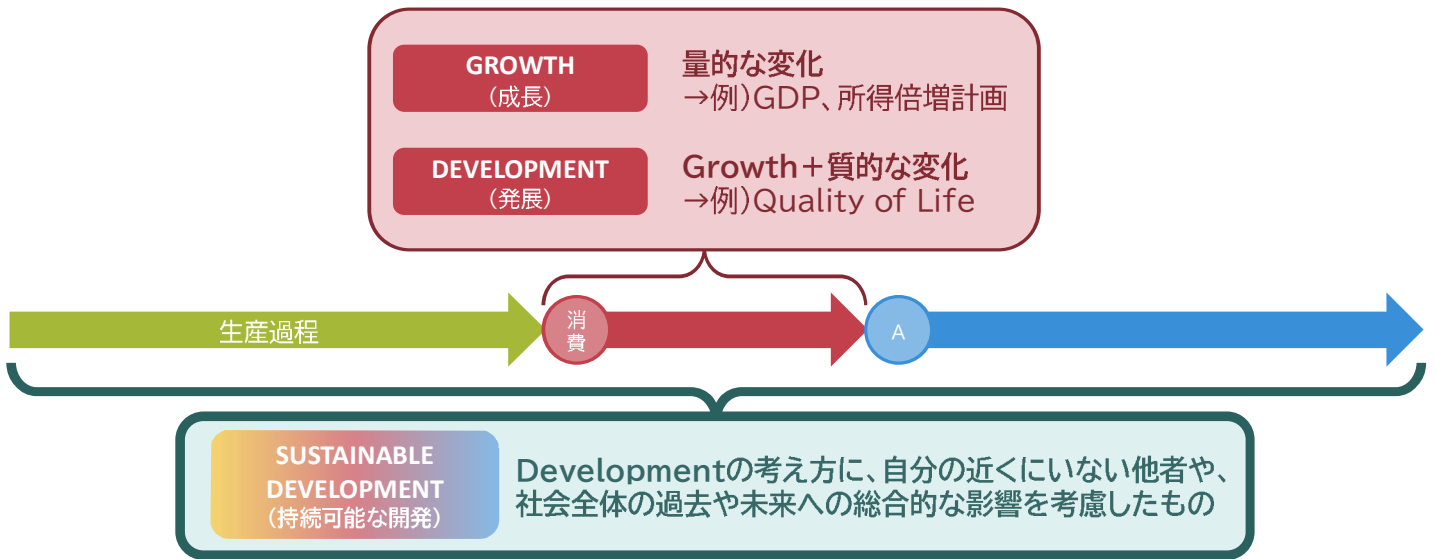 GROWTH
（成長）
量的な変化
→例）GDP、所得倍増計画
DEVELOPMENT
（発展）
Growth＋質的な変化
→例）Quality of Life
生産過程
消
費
A
SUSTAINABLE
DEVELOPMENT
（持続可能な開発）
Developmentの考え方に、自分の近くにいない他者や、
社会全体の過去や未来への総合的な影響を考慮したもの